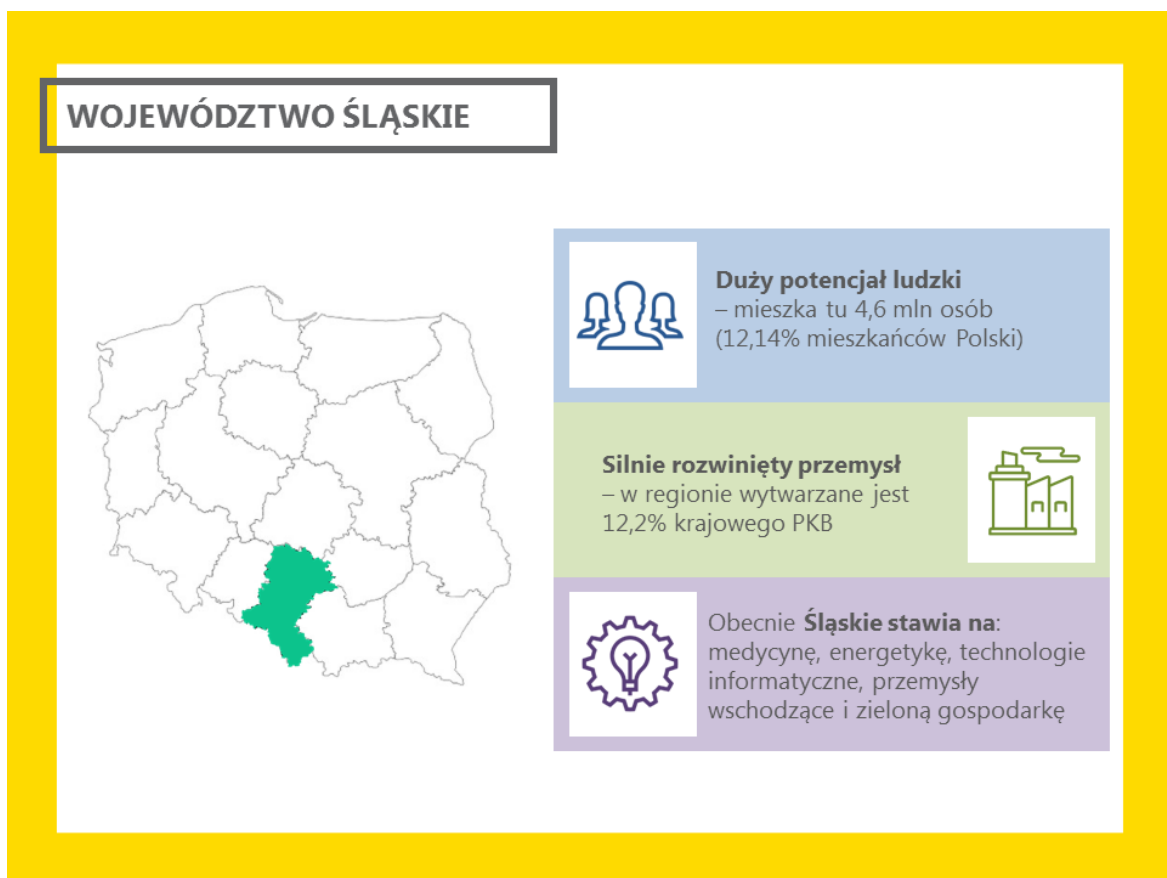 WOJEWÓDZTWO ŚLĄSKIE
Duży potencjał ludzki
– mieszka tu 4,6 mln osób
(12,14% mieszkańców Polski)
Silnie rozwinięty przemysł
– w regionie wytwarzane jest
12,2% krajowego PKB
Obecnie Śląskie stawia na:
medycynę, energetykę, technologie
informatyczne, przemysły
wschodzące i zieloną gospodarkę